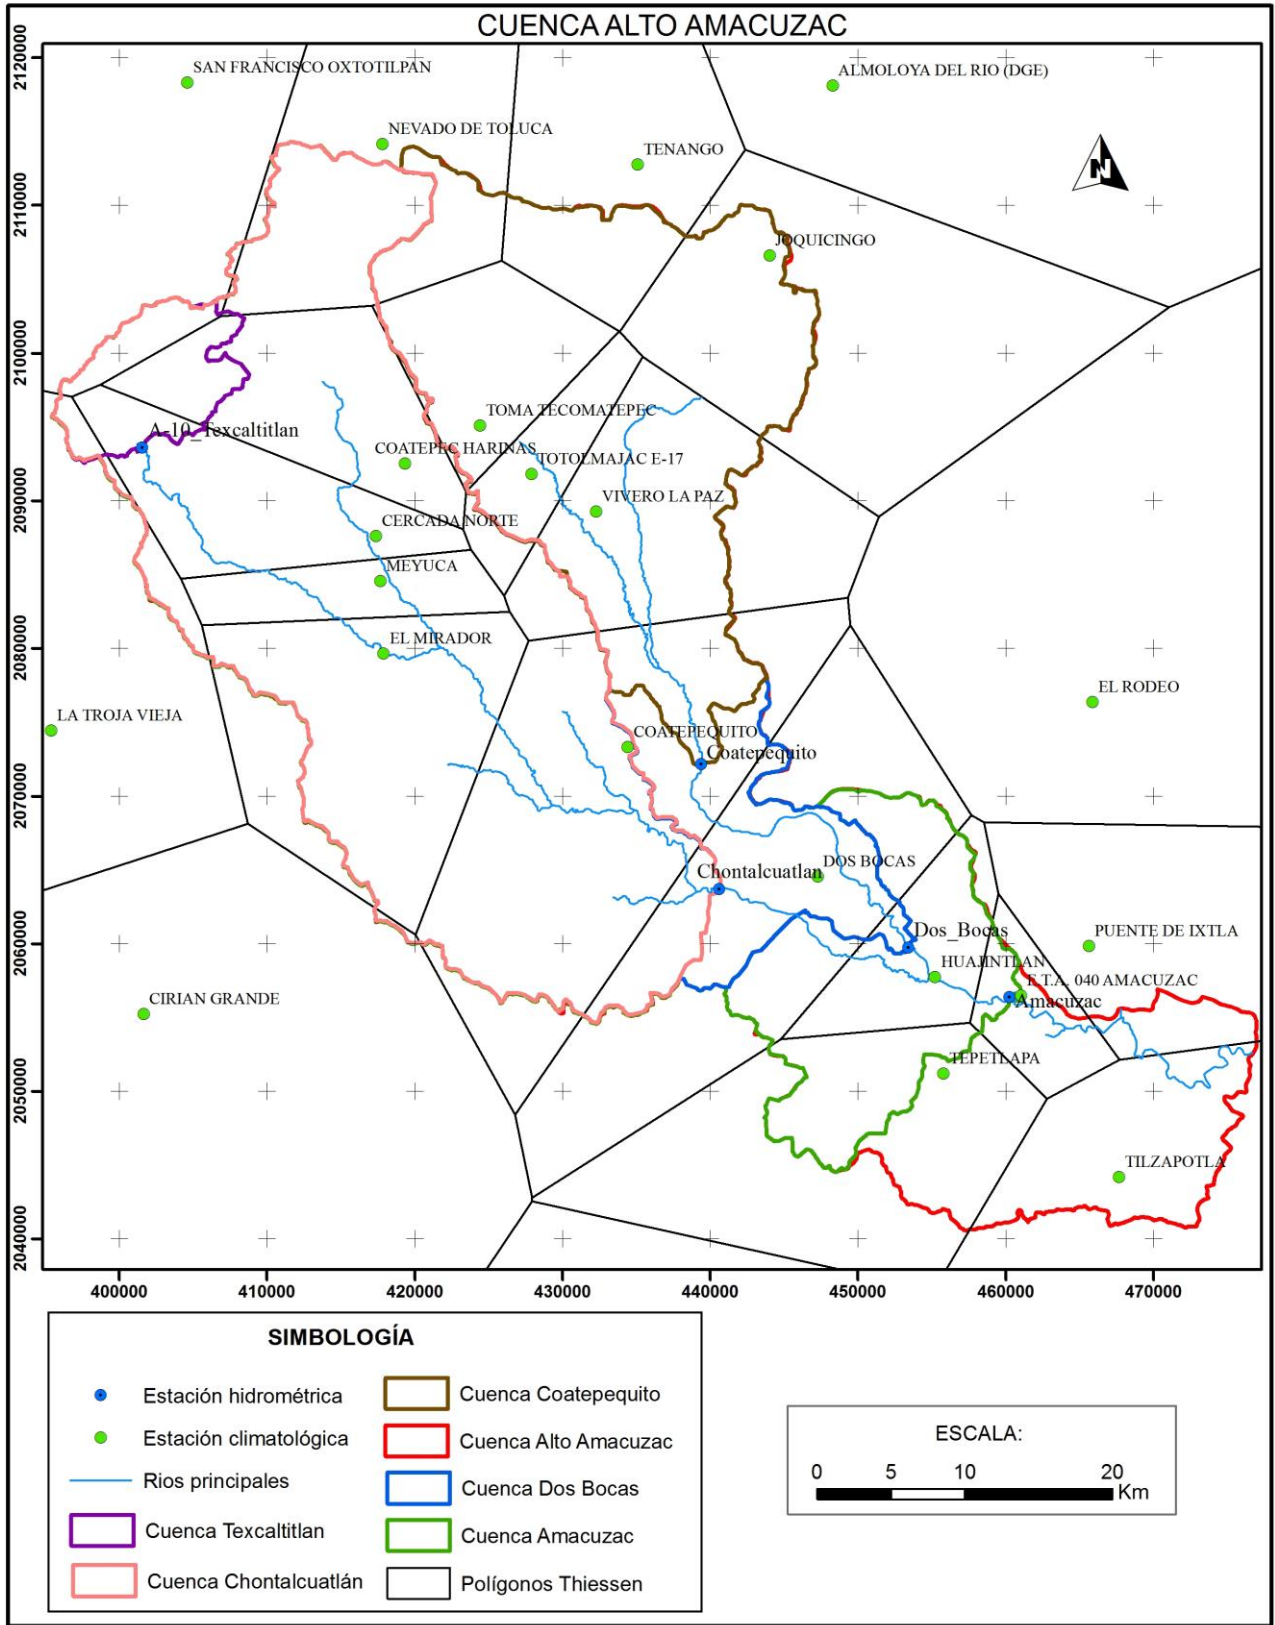 CUENCA ALTO AMACUZAC
SAN FRANCISCO OXTOTILPAN
ALMOLOYA DEL RIO (DGE)
NEVADO DE TOLUCA
TENANGO
N
JOQUICINGO
TOMA TECOMATEPEC
A-10_Texcaltitlan
COATEPEC HARINAS
TOTOLMAJAC E-17
VIVERO LA PAZ
CERCADA NORTE
MEYUCA
EL MIRADOR
EL RODEO
LA TROJA VIEJA
COATEPEQUITO
Coatepequito
DOS BOCAS
Chontalcuatlan
Dos_Bocas
PUENTE DE IXTLA
HUAJINTLAN
E.T.A. 040 AMACUZAC
CIRIAN GRANDE
Amacuzac
TEPETLAPA
TILZAPOTLA
2120000
2110000
2100000
2090000
2080000
2070000
2060000
2050000
2040000
400000 410000 420000 430000 440000 450000 460000 470000
SIMBOLOGÍA
Estación hidrométrica
Estación climatológica
Rios principales
Cuenca Texcaltitlan
Cuenca Chontalcuatlán
Cuenca Coatepequito
Cuenca Alto Amacuzac
Cuenca Dos Bocas
Cuenca Amacuzac
Polígonos Thiessen
ESCALA:
0 5 10 20
Km